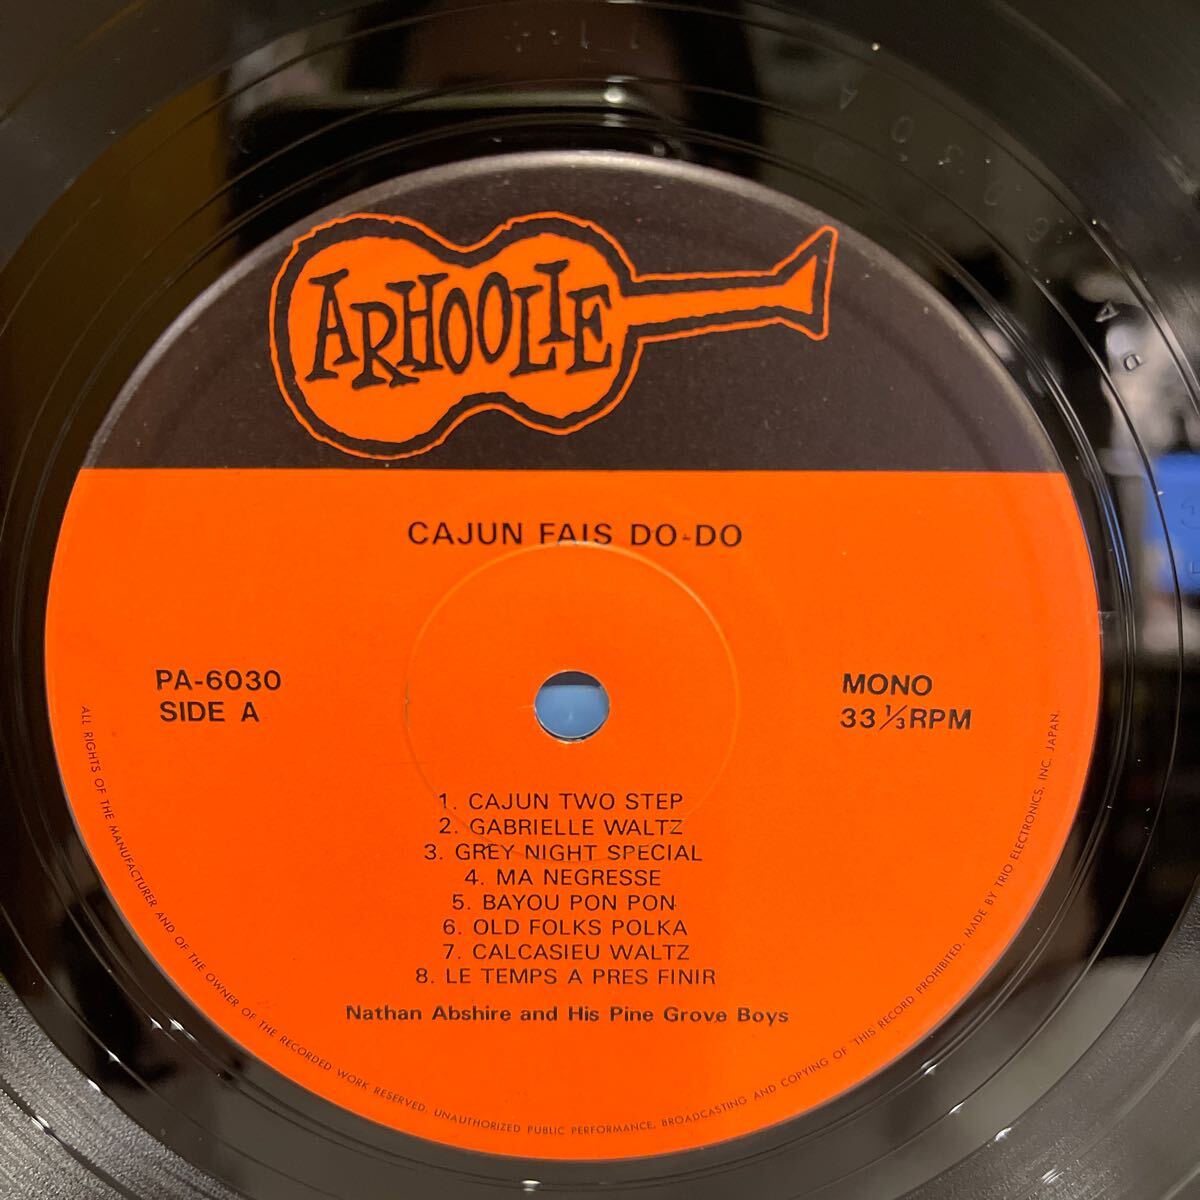 ARHOOLIE
CAJUN FAIS DO-DO
PA-6030
SIDE A
MONO
33 1/3 RPM
1. CAJUN TWO STEP
2. GABRIELLE WALTZ
3. GREY NIGHT SPECIAL
4. MA NEGRESSE
5. BAYOU PON PON
6. OLD FOLKS POLKA
7. CALCASIEU WALTZ
8. LE TEMPS A PRES FINIR
Nathan Abshire and His Pine Grove Boys
ALL RIGHTS OF THE MANUFACTURER AND OF THE OWNER OF THE RECORDED WORK RESERVED. UNAUTHORIZED PUBLIC PERFORMANCE, BROADCASTING AND COPYING OF THIS RECORD PROHIBITED. MADE BY TRIO ELECTRONICS, INC. JAPAN.